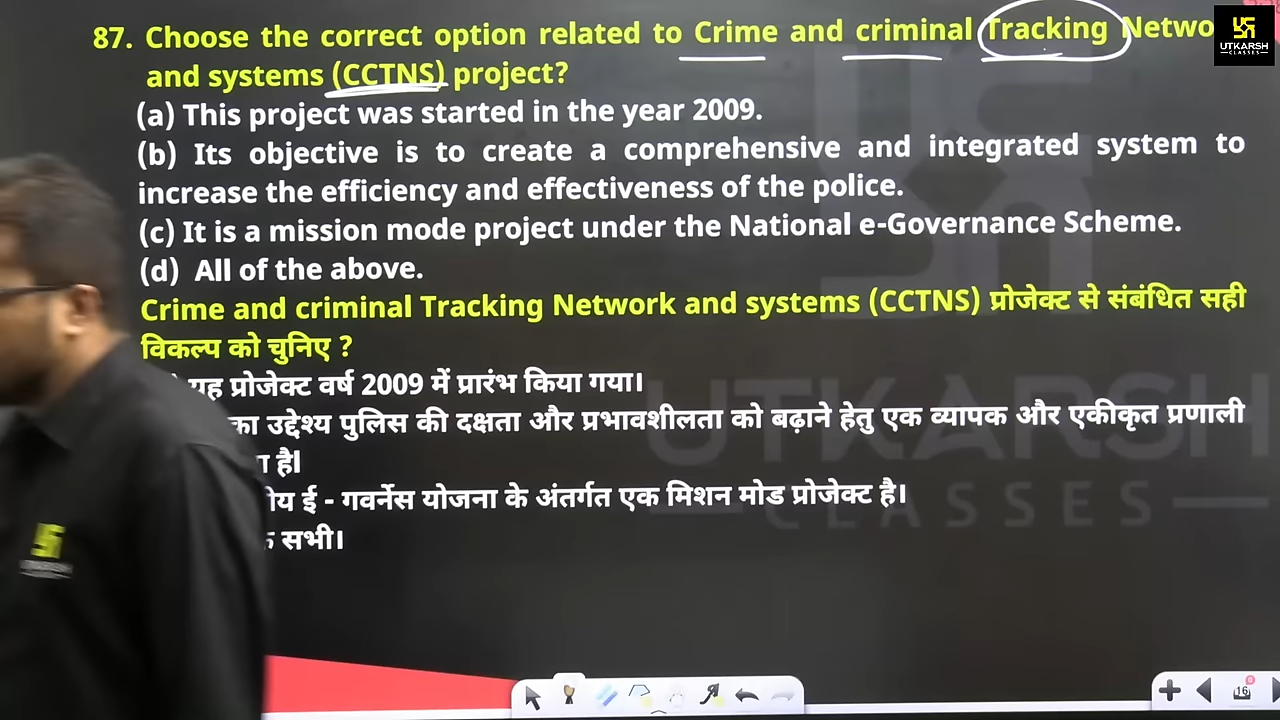 87. Choose the correct option related to Crime and criminal Tracking Netwo
and systems (CCTNS) project?
(a) This project was started in the year 2009.
(b) Its objective is to create a comprehensive and integrated system to
increase the efficiency and effectiveness of the police.
(c) It is a mission mode project under the National e-Governance Scheme.
(d) All of the above.
Crime and criminal Tracking Network and systems (CCTNS) प्रोजेक्ट से संबंधित सही
विकल्प को चुनिए ?
यह प्रोजेक्ट वर्ष 2009 में प्रारंभ किया गया।
का उद्देश्य पुलिस की दक्षता और प्रभावशीलता को बढ़ाने हेतु एक व्यापक और एकीकृत प्रणाली
है।
ई - गवर्नेस योजना के अंतर्गत एक मिशन मोड प्रोजेक्ट है।
सभी।
UTKARSH
CLASSES
UTKARSH
CLASSES
16